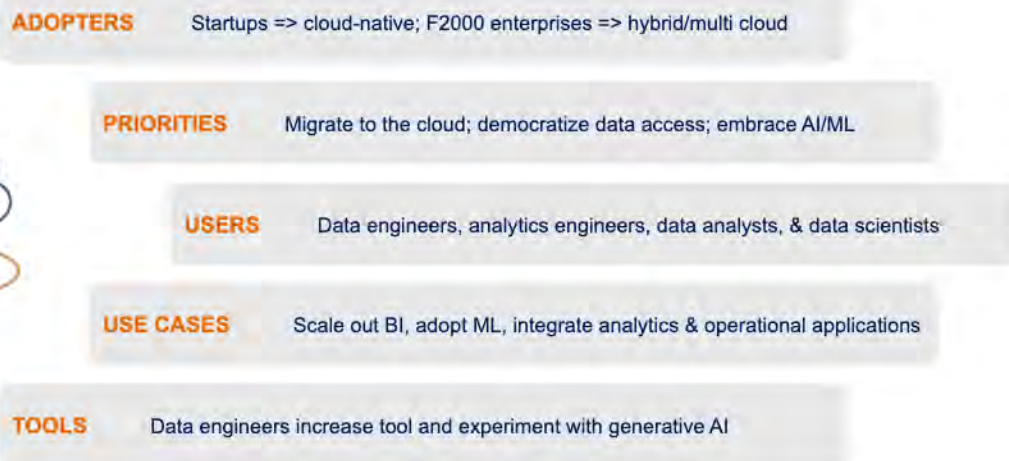 ADOPTERS Startups => cloud-native; F2000 enterprises => hybrid/multi cloud
PRIORITIES Migrate to the cloud; democratize data access; embrace AI/ML
USERS Data engineers, analytics engineers, data analysts, & data scientists
USE CASES Scale out BI, adopt ML, integrate analytics & operational applications
TOOLS Data engineers increase tool and experiment with generative AI